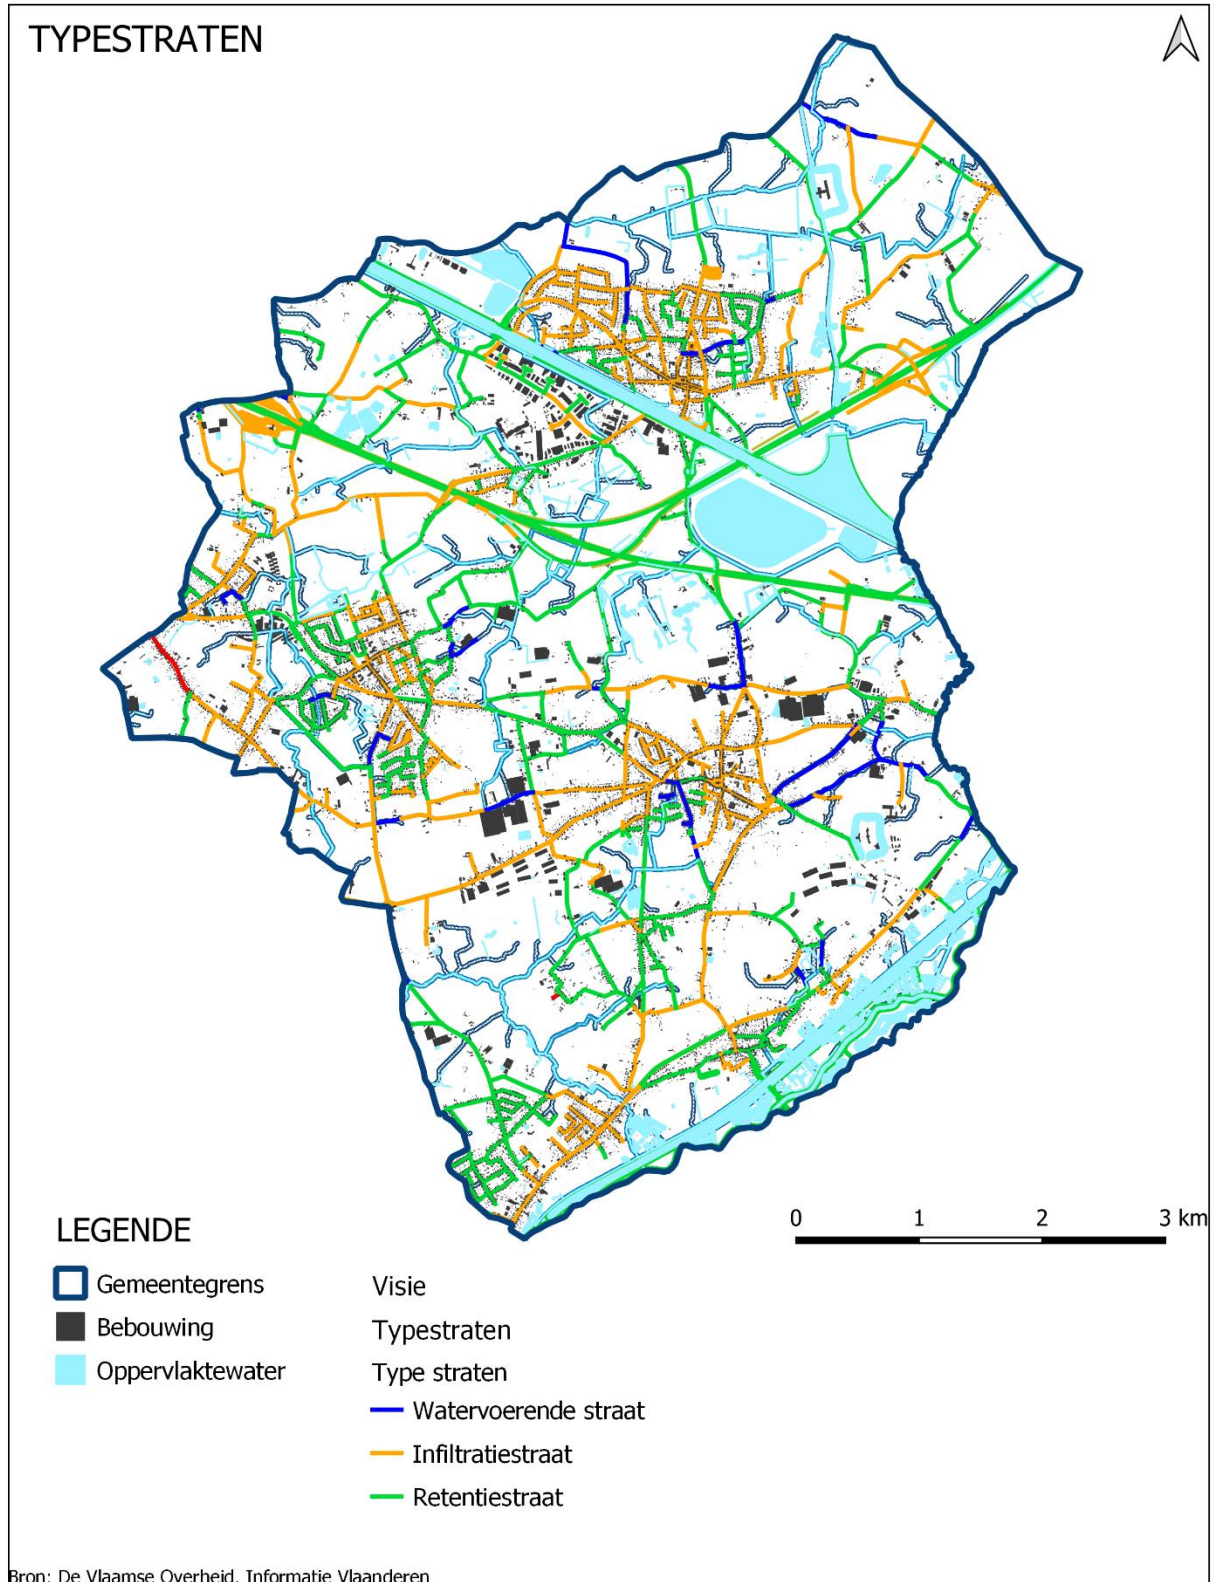 TYPESTRATEN
0 1 2 3 km
LEGENDE
Gemeentegrens
Bebouwing
Oppervlaktewater
Visie
Typestraten
Type straten
Watervoerende straat
Infiltratiestraat
Retentiestraat
Bron: De Vlaamse Overheid, Informatie Vlaanderen